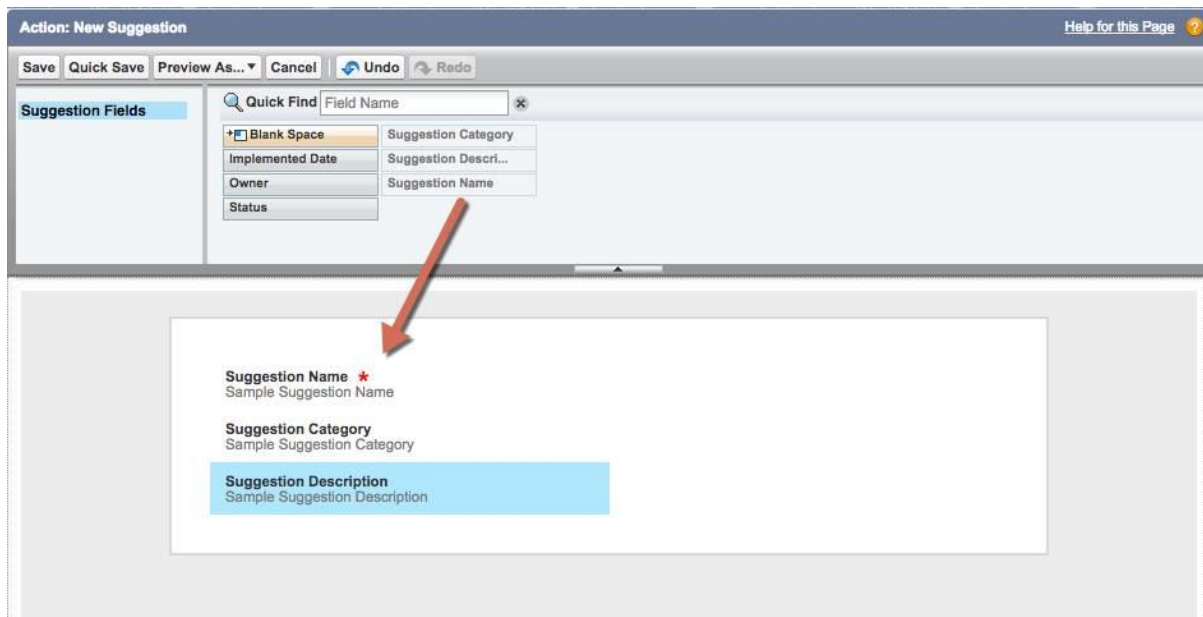 Action: New Suggestion Help for this Page ?
Save Quick Save Preview As... Cancel Undo Redo
Suggestion Fields
Quick Find Field Name
Blank Space Suggestion Category
Implemented Date Suggestion Descri...
Owner Suggestion Name
Status
Suggestion Name *
Sample Suggestion Name
Suggestion Category
Sample Suggestion Category
Suggestion Description
Sample Suggestion Description